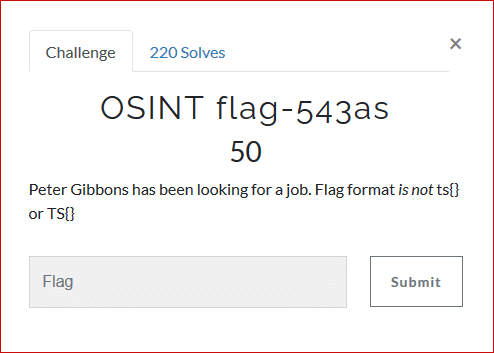 Challenge
220 Solves
×
OSINT flag-543as
50
Peter Gibbons has been looking for a job. Flag format is not ts{}
or TS{}
Flag
Submit